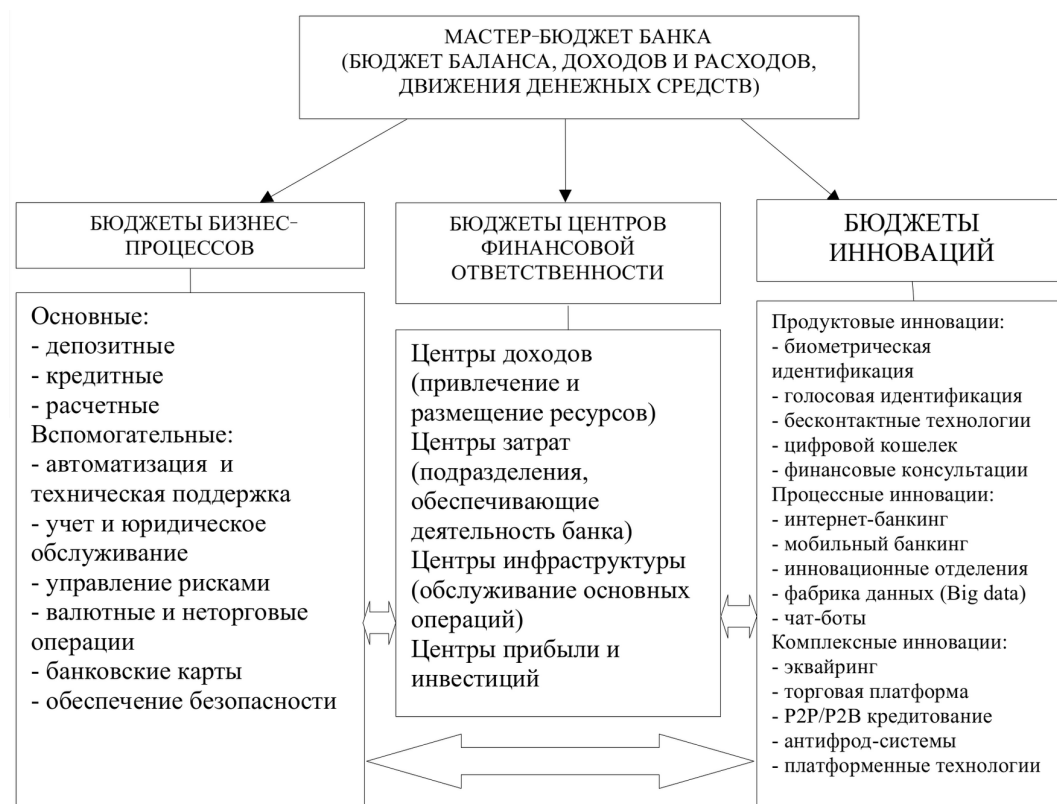 МАСТЕР-БЮДЖЕТ БАНКА
(БЮДЖЕТ БАЛАНСА, ДОХОДОВ И РАСХОДОВ,
ДВИЖЕНИЯ ДЕНЕЖНЫХ СРЕДСТВ)
БЮДЖЕТЫ БИЗНЕС-
ПРОЦЕССОВ
Основные:
- депозитные
- кредитные
- расчетные
Вспомогательные:
- автоматизация и
техническая поддержка
- учет и юридическое
обслуживание
- управление рисками
- валютные и неторговые
операции
- банковские карты
- обеспечение безопасности
БЮДЖЕТЫ ЦЕНТРОВ
ФИНАНСОВОЙ
ОТВЕТСТВЕННОСТИ
Центры доходов
(привлечение и
размещение ресурсов)
Центры затрат
(подразделения,
обеспечивающие
деятельность банка)
Центры инфраструктуры
(обслуживание основных
операций)
Центры прибыли и
инвестиций
БЮДЖЕТЫ
ИННОВАЦИЙ
Продуктовые инновации:
- биометрическая
идентификация
- голосовая идентификация
- бесконтактные технологии
- цифровой кошелек
- финансовые консультации
Процессные инновации:
- интернет-банкинг
- мобильный банкинг
- инновационные отделения
- фабрика данных (Big data)
- чат-боты
Комплексные инновации:
- эквайринг
- торговая платформа
- P2P/P2B кредитование
- антифрод-системы
- платформенные технологии